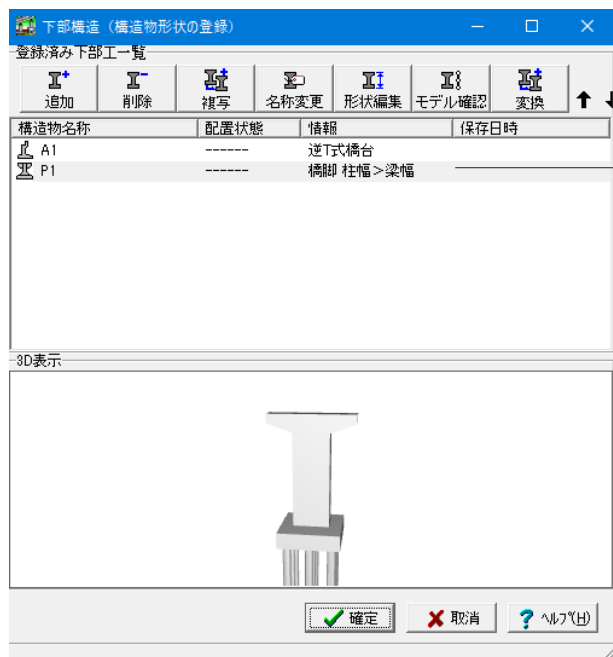 下部構造（構造物形状の登録）
登録済み下部工一覧
追加 削除 複写 名称変更 形状編集 モデル確認 変換
構造物名称 配置状態 情報 保存日時
A1 ------ 逆T式橋台
P1 ------ 橋脚 柱幅＞梁幅
3D表示
確定 取消 ヘルプ(H)